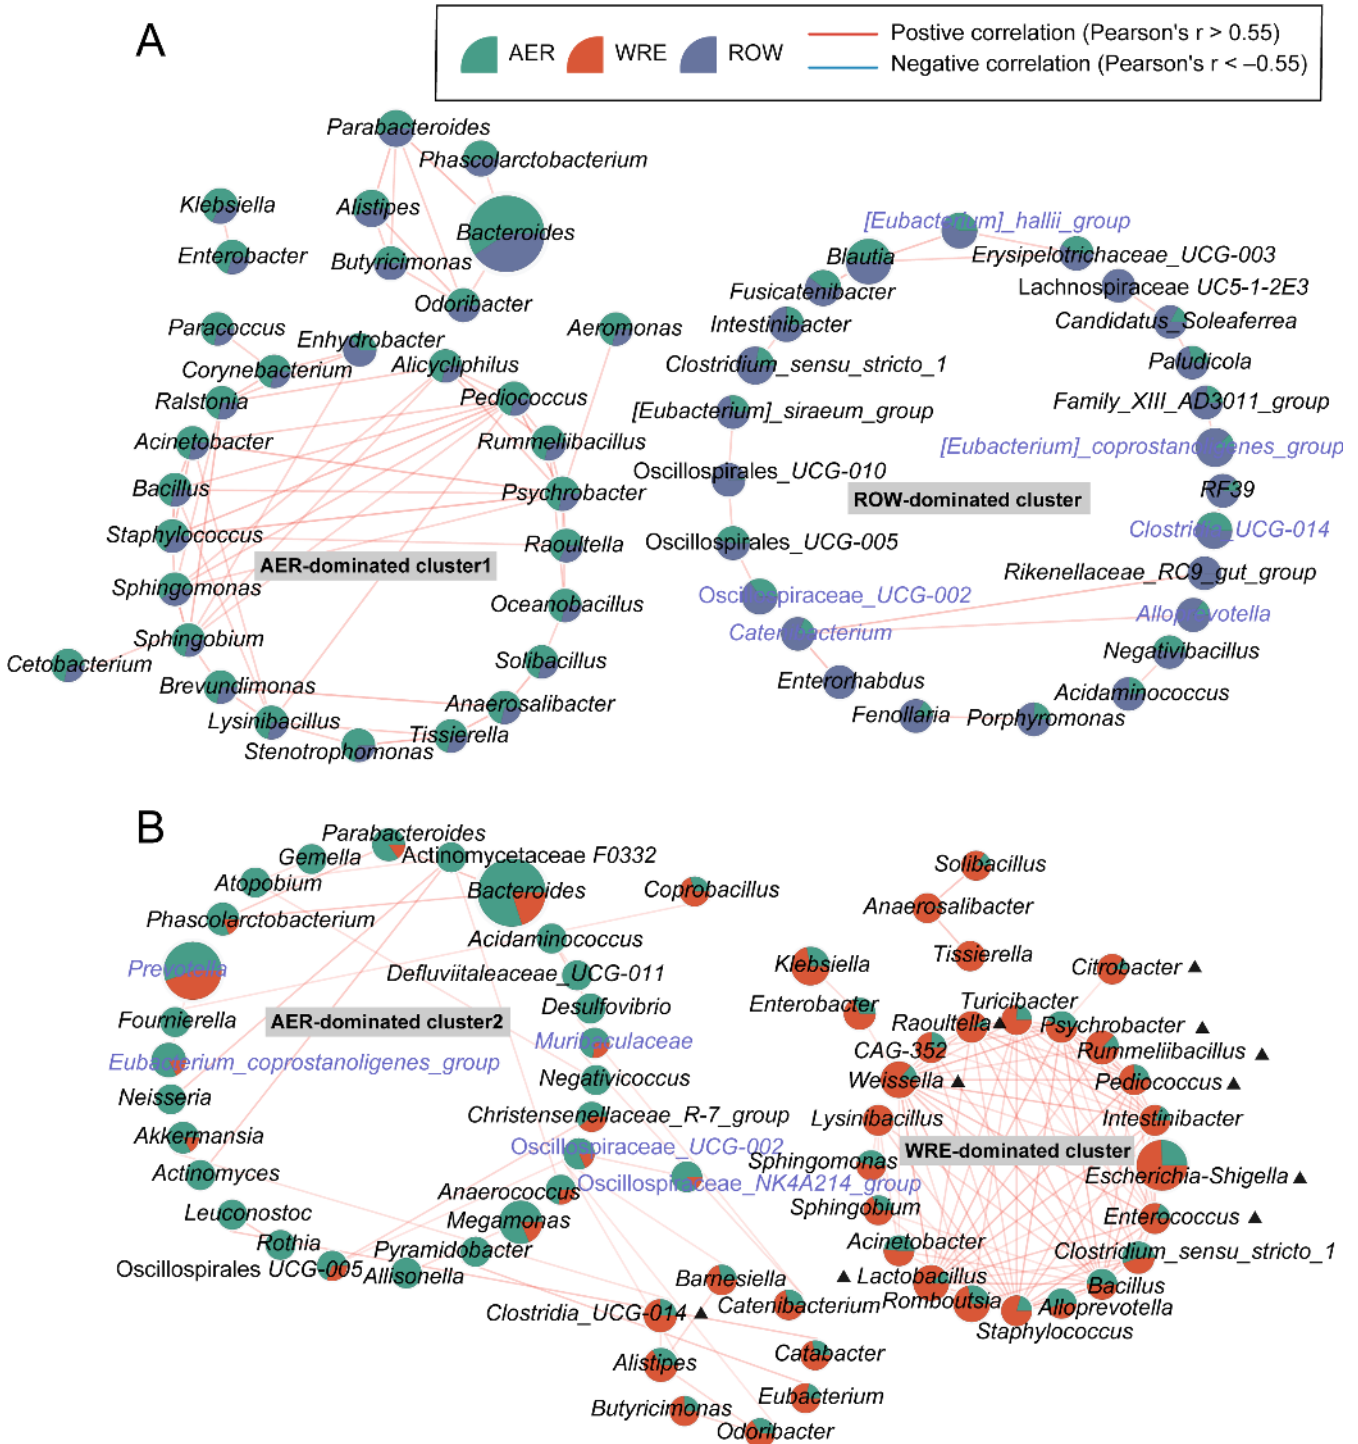 A
AER
WRE
ROW
Postive correlation (Pearson's r > 0.55)
Negative correlation (Pearson's r < –0.55)
Parabacteroides
Phascolarctobacterium
Klebsiella
Alistipes
Bacteroides
Enterobacter
Butyricimonas
Odoribacter
Paracoccus
Enhydrobacter
Aeromonas
Corynebacterium
Alicycliphilus
Ralstonia
Pediococcus
Acinetobacter
Rummeliibacillus
Bacillus
Psychrobacter
Staphylococcus
Raoultella
AER-dominated cluster1
Sphingomonas
Oceanobacillus
Sphingobium
Cetobacterium
Solibacillus
Brevundimonas
Anaerosalibacter
Lysinibacillus
Tissierella
Stenotrophomonas
[Eubacterium]_hallii_group
Blautia
Erysipelotrichaceae_UCG-003
Fusicatenibacter
Lachnospiraceae UC5-1-2E3
Intestinibacter
Candidatus_Soleaferrea
Clostridium_sensu_stricto_1
Paludicola
[Eubacterium]_siraeum_group
Family_XIII_AD3011_group
[Eubacterium]_coprostanoligenes_group
Oscillospirales_UCG-010
RF39
ROW-dominated cluster
Clostridia_UCG-014
Oscillospirales_UCG-005
Rikenellaceae_RC9_gut_group
Oscillospiraceae_UCG-002
Alloprevotella
Catenibacterium
Negativibacillus
Enterorhabdus
Acidaminococcus
Fenollaria
Porphyromonas
B
Parabacteroides
Gemella
Actinomycetaceae F0332
Atopobium
Bacteroides
Phascolarctobacterium
Coprobacillus
Acidaminococcus
Prevotella
Defluviitaleaceae_UCG-011
Fournierella
AER-dominated cluster2
Desulfovibrio
Muribaculaceae
Eubacterium_coprostanoligenes_group
Negativicoccus
Neisseria
Christensenellaceae_R-7_group
Akkermansia
Oscillospiraceae_UCG-002
Actinomyces
Oscillospiraceae_NK4A214_group
Anaerococcus
Leuconostoc
Megamonas
Rothia
Pyramidobacter
Oscillospirales UCG-005
Allisonella
Barnesiella
Clostridia_UCG-014 ▲
Catenibacterium
Alistipes
Catabacter
Butyricimonas
Eubacterium
Odoribacter
Solibacillus
Anaerosalibacter
Tissierella
Klebsiella
Citrobacter ▲
Enterobacter
Turicibacter
Raoultella ▲
Psychrobacter ▲
CAG-352
Rummeliibacillus ▲
Weissella ▲
Pediococcus ▲
Lysinibacillus
Intestinibacter
WRE-dominated cluster
Sphingomonas
Escherichia-Shigella ▲
Sphingobium
Enterococcus ▲
Acinetobacter
Clostridium_sensu_stricto_1
▲ Lactobacillus
Bacillus
Romboutsia
Alloprevotella
Staphylococcus